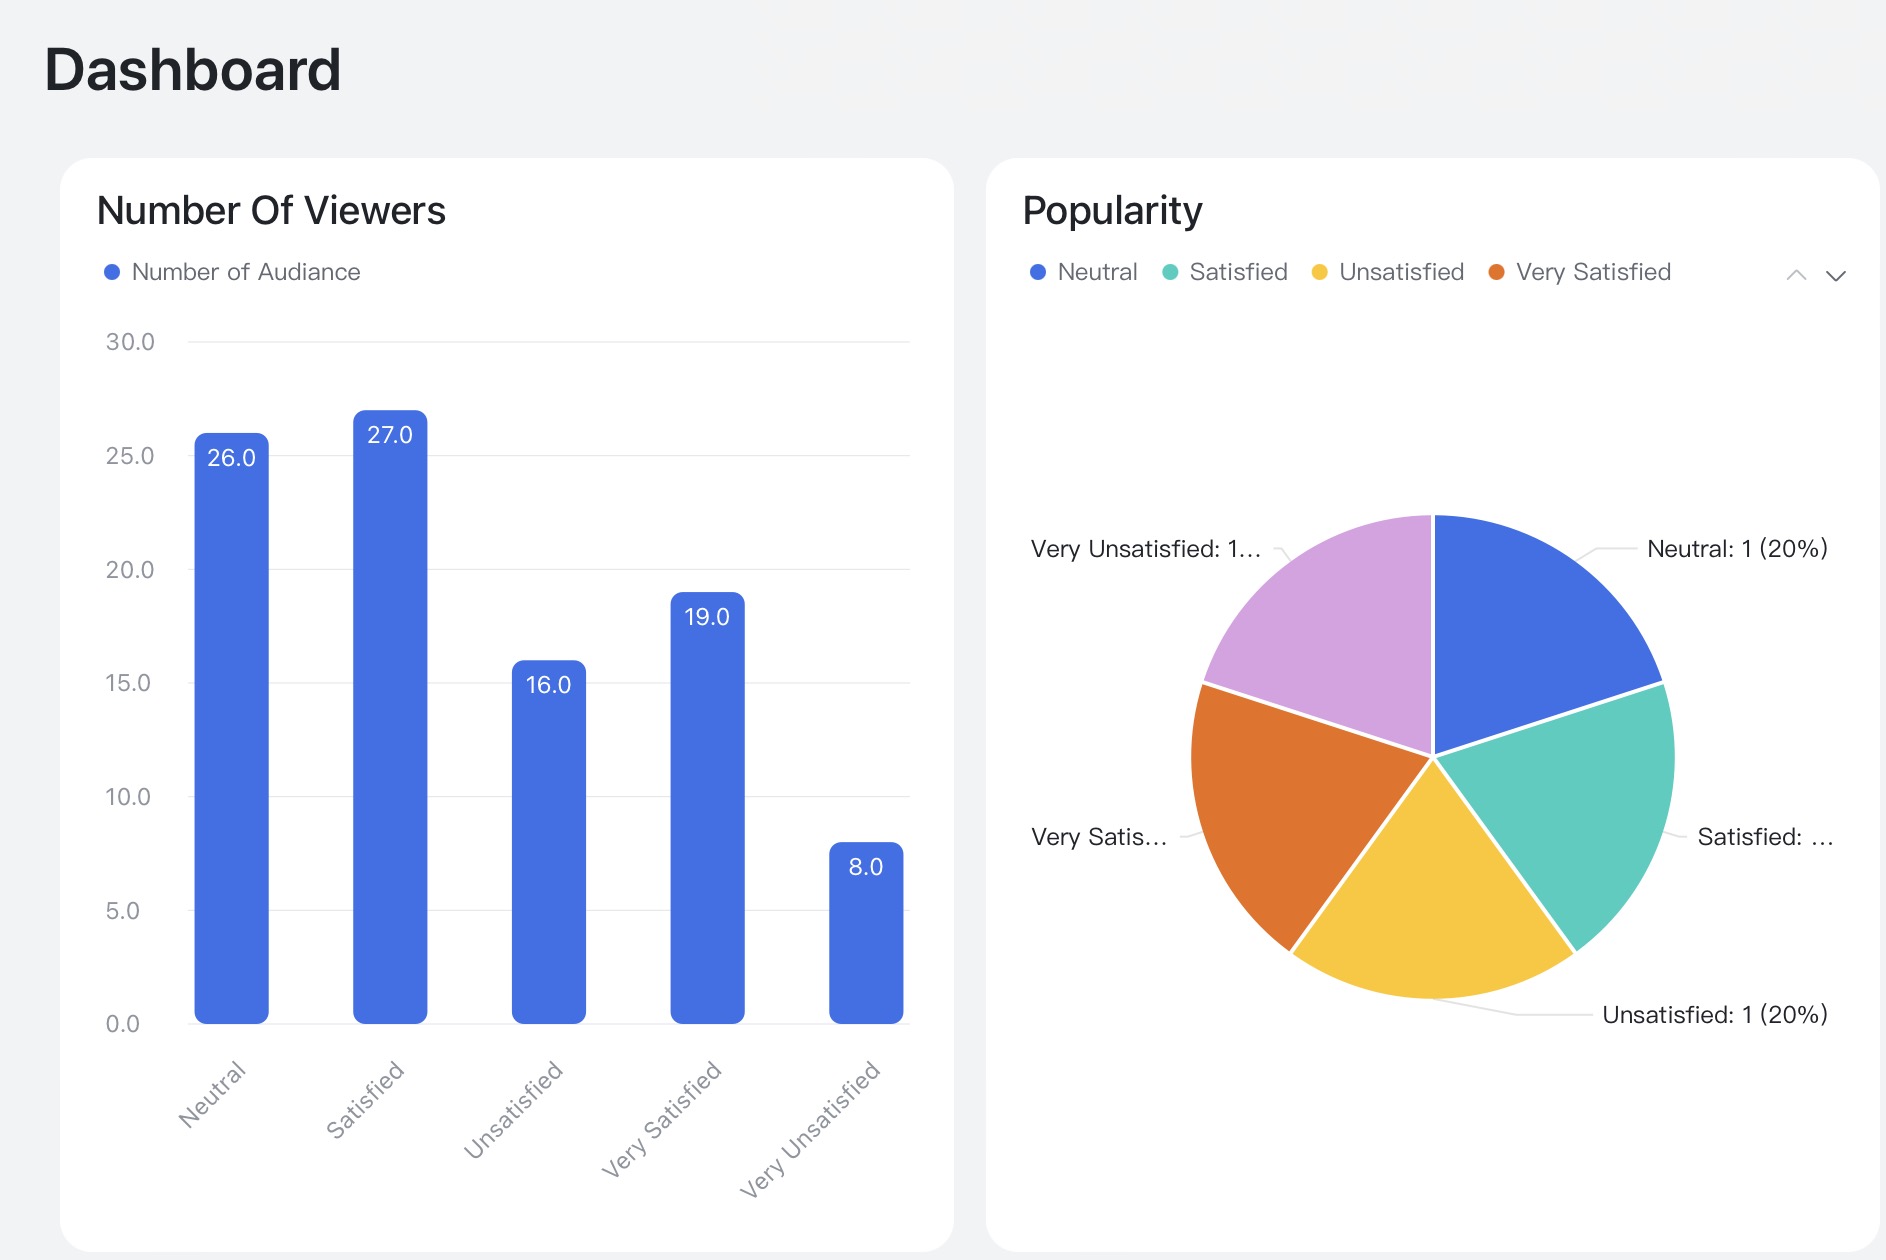 Dashboard
Number Of Viewers
Number of Audiance
30.0
25.0
20.0
15.0
10.0
5.0
0.0
26.0
27.0
16.0
19.0
8.0
Neutral
Satisfied
Unsatisfied
Very Satisfied
Very Unsatisfied
Popularity
Neutral Satisfied Unsatisfied Very Satisfied
Very Unsatisfied: 1...
Neutral: 1 (20%)
Very Satis...
Satisfied: ...
Unsatisfied: 1 (20%)